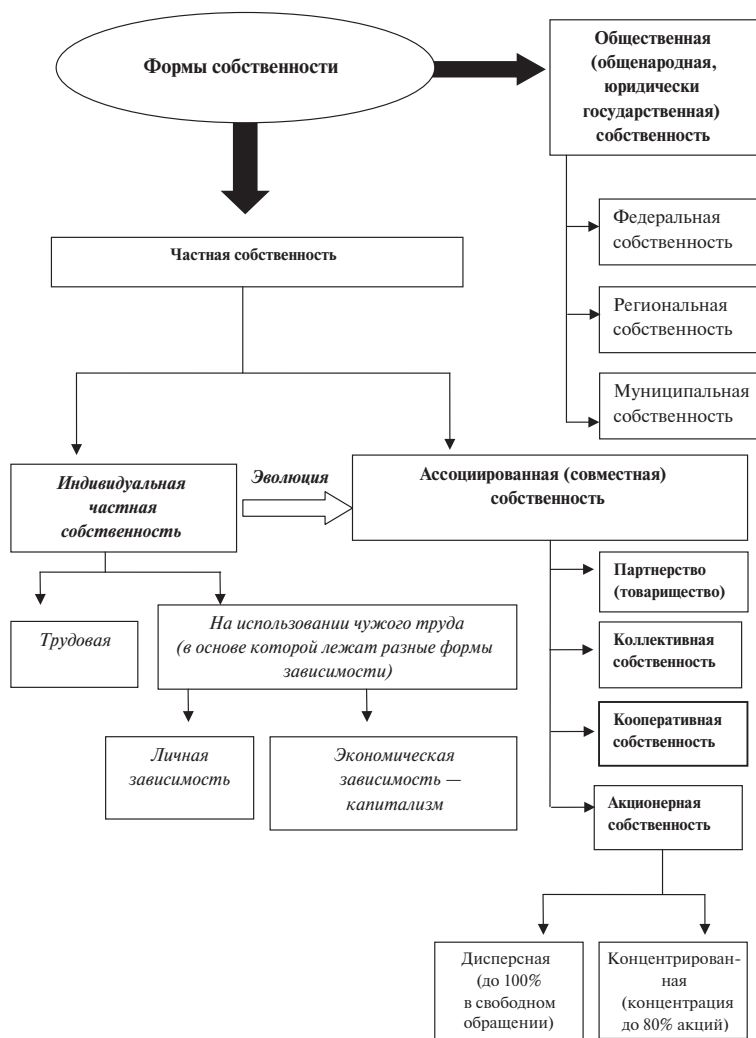 Формы собственности
Общественная
(общенародная,
юридически
государственная)
собственность
Федеральная
собственность
Частная собственность
Региональная
собственность
Муниципальная
собственность
Индивидуальная
частная
собственность
Эволюция
Ассоциированная (совместная)
собственность
Партнерство
(товарищество)
Трудовая
На использовании чужого труда
(в основе которой лежат разные формы
зависимости)
Коллективная
собственность
Кооперативная
собственность
Личная
зависимость
Экономическая
зависимость —
капитализм
Акционерная
собственность
Дисперсная
(до 100%
в свободном
обращении)
Концентрирован-
ная
(концентрация
до 80% акций)